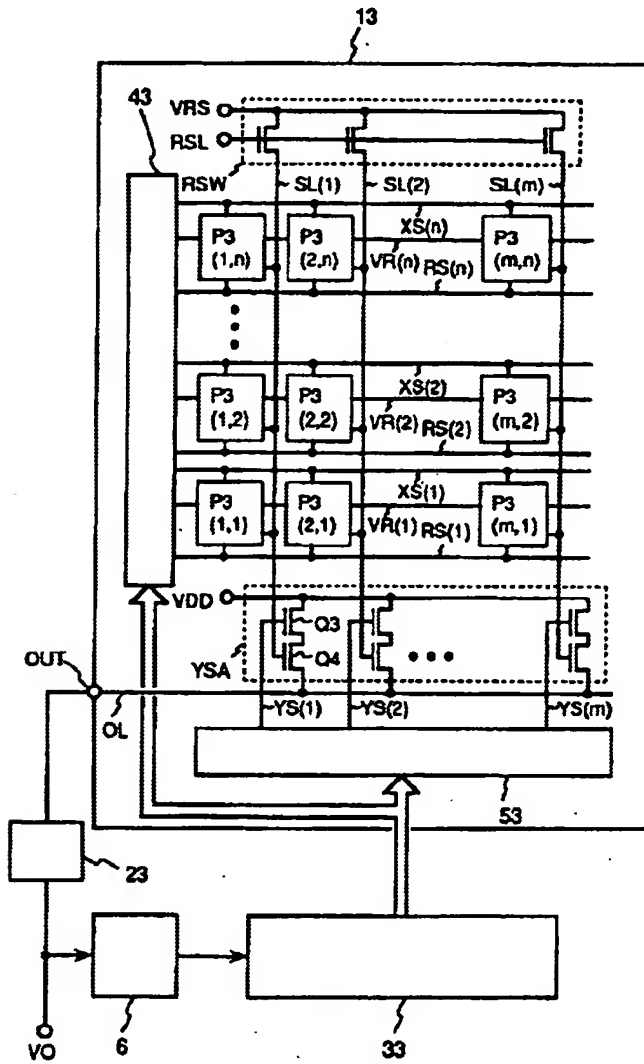 13
43
VRS
RSL
RSW
SL(1)
SL(2)
SL(m)
P3
(1,n)
P3
(2,n)
XS(n)
VR(n)
RS(n)
P3
(m,n)
P3
(1,2)
P3
(2,2)
XS(2)
VR(2)
RS(2)
P3
(m,2)
P3
(1,1)
P3
(2,1)
XS(1)
VR(1)
RS(1)
P3
(m,1)
VDD
Q3
Q4
YSA
OUT
OL
YS(1)
YS(2)
YS(m)
53
23
6
33
VO